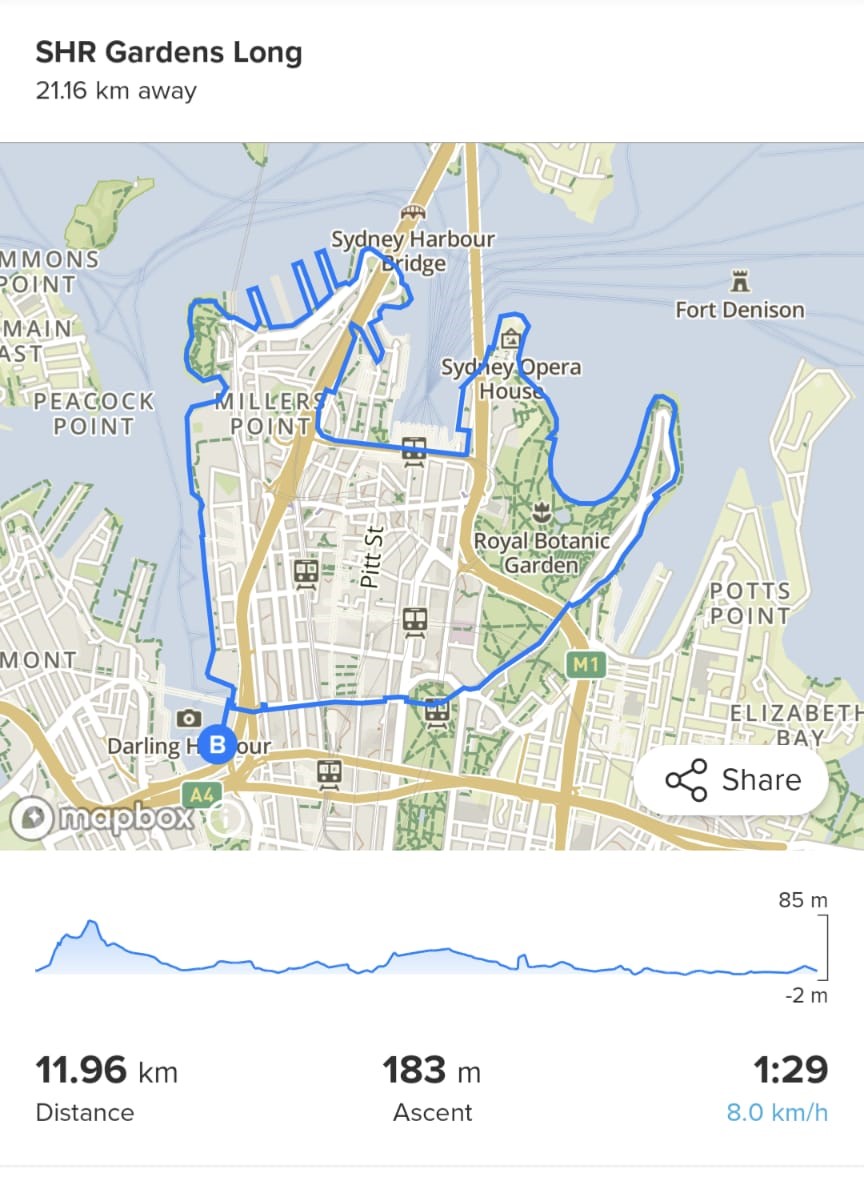 SHR Gardens Long
21.16 km away
Sydney Harbour
Bridge
MMONS
POINT
Fort Denison
MAIN
AST
Sydney Opera
House
PEACOCK
POINT
MILLERS
POINT
Pitt St
Royal Botanic
Garden
POTTS
POINT
MONT
M1
ELIZABETH
BAY
Darling H B our
A4
Share
mapbox
i
85 m
-2 m
11.96 km
183 m
1:29
Distance
Ascent
8.0 km/h